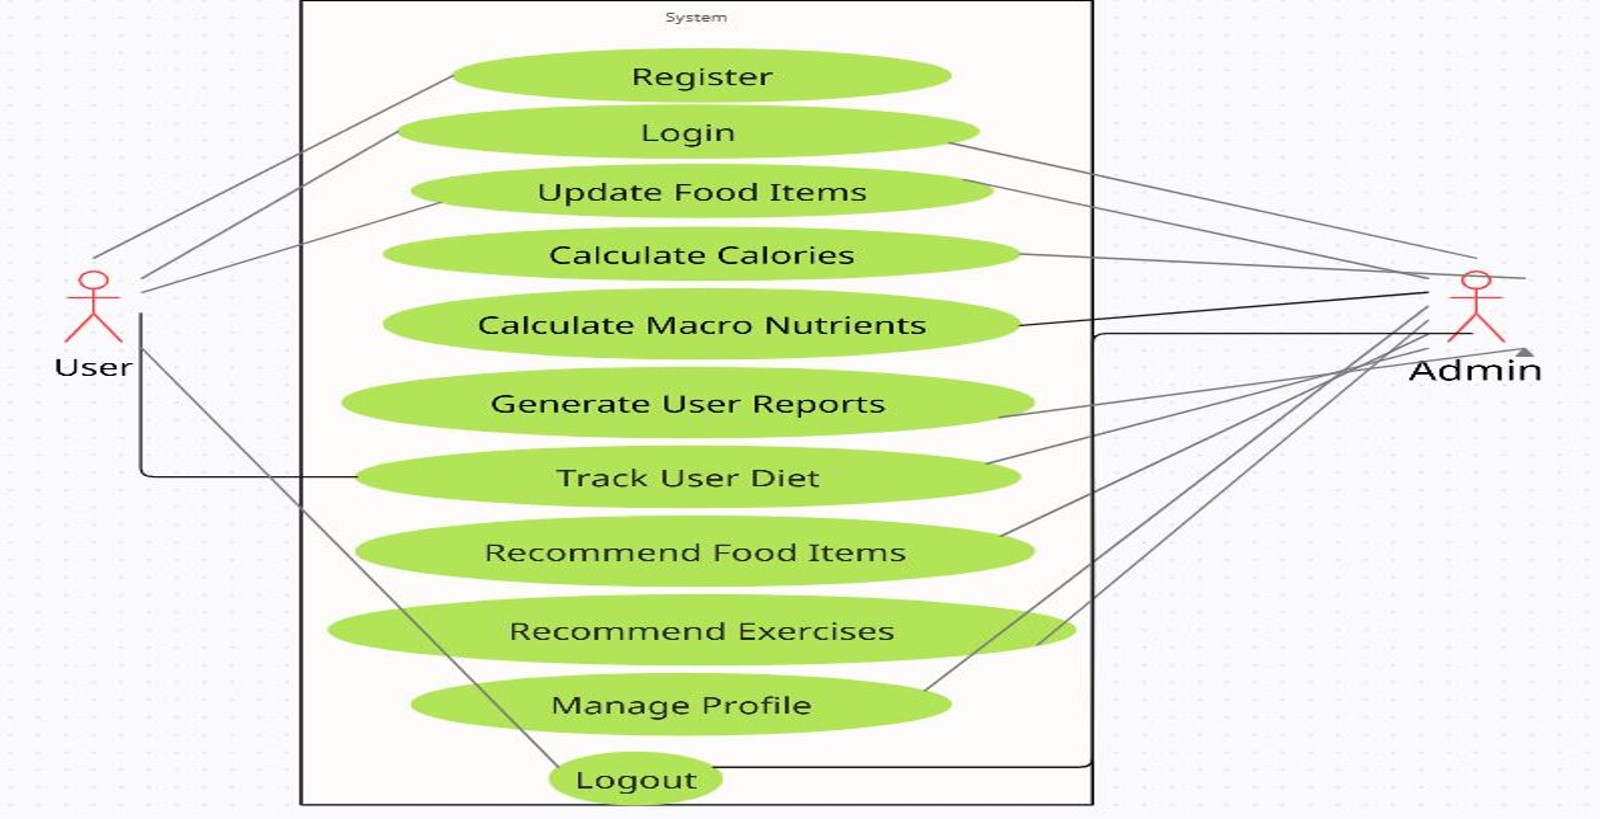 System
Register
Login
Update Food Items
Calculate Calories
Calculate Macro Nutrients
Generate User Reports
Track User Diet
Recommend Food Items
Recommend Exercises
Manage Profile
Logout
User
Admin